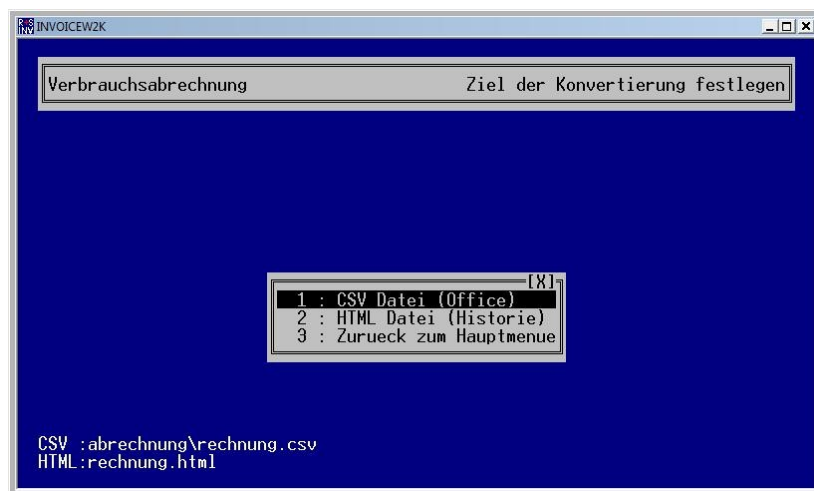 R S
INV
INVOICEW2K
Verbrauchsabrechnung Ziel der Konvertierung festlegen
[X]
1 : CSV Datei (Office)
2 : HTML Datei (Historie)
3 : Zurueck zum Hauptmenue
CSV :abrechnung\rechnung.csv
HTML:rechnung.html